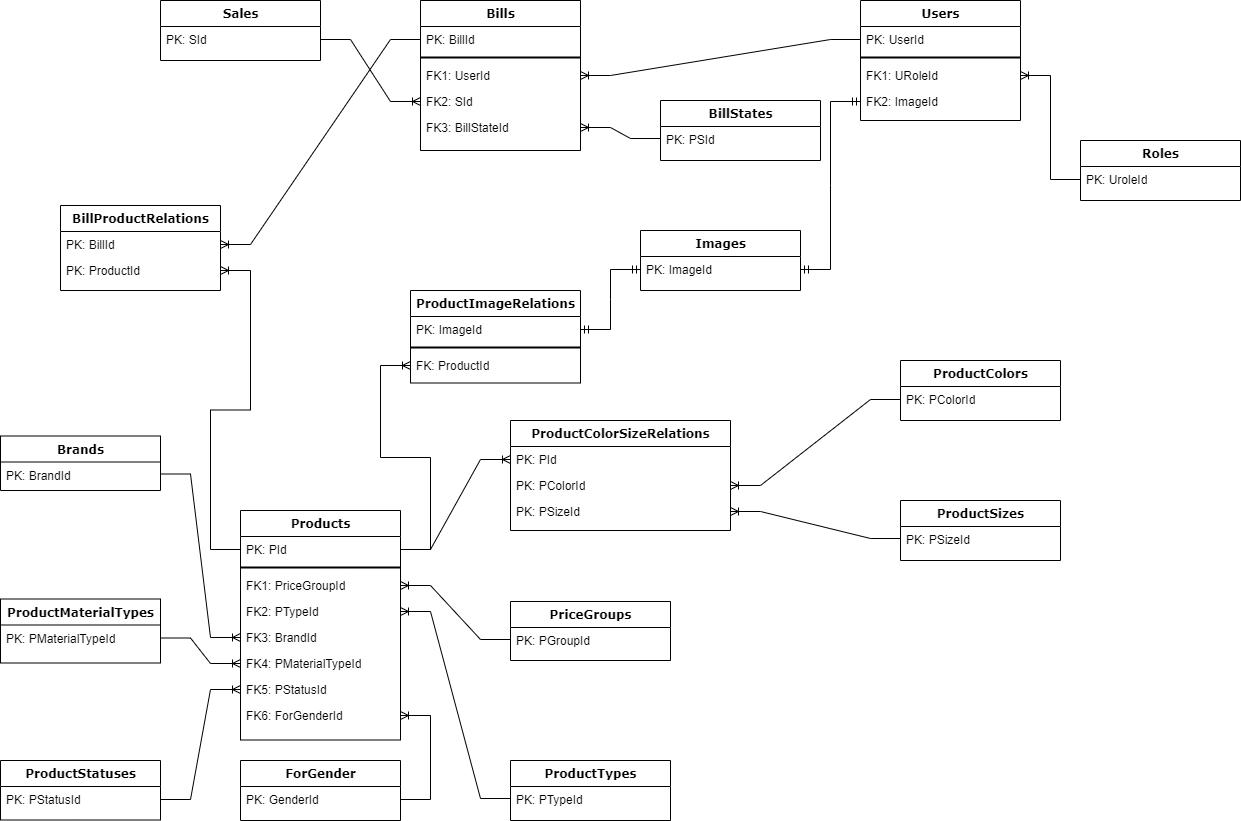 Sales
PK: SId
Bills
PK: BillId
FK1: UserId
FK2: SId
FK3: BillStateId
Users
PK: UserId
FK1: URoleId
FK2: ImageId
BillStates
PK: PSId
Roles
PK: UroleId
BillProductRelations
PK: BillId
PK: ProductId
Images
PK: ImageId
ProductImageRelations
PK: ImageId
FK: ProductId
ProductColors
PK: PColorId
ProductColorSizeRelations
PK: PId
PK: PColorId
PK: PSizeId
Brands
PK: BrandId
ProductSizes
PK: PSizeId
Products
PK: PId
FK1: PriceGroupId
FK2: PTypeId
FK3: BrandId
FK4: PMaterialTypeId
FK5: PStatusId
FK6: ForGenderId
ProductMaterialTypes
PK: PMaterialTypeId
PriceGroups
PK: PGroupId
ProductStatuses
PK: PStatusId
ForGender
PK: GenderId
ProductTypes
PK: PTypeId